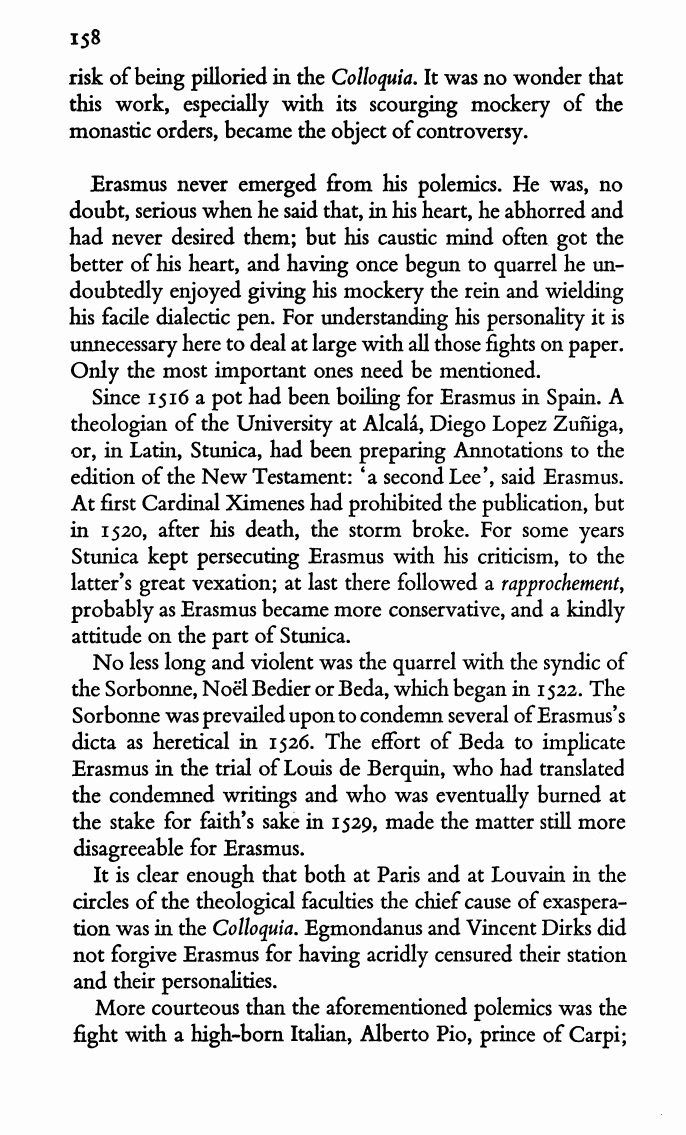 158
risk of being pilloried in the Colloquia. It was no wonder that
this work, especially with its scourging mockery of the
monastic orders, became the object of controversy.
Erasmus never emerged from his polemics. He was, no
doubt, serious when he said that, in his heart, he abhorred and
had never desired them; but his caustic mind often got the
better of his heart, and having once begun to quarrel he un-
doubtedly enjoyed giving his mockery the rein and wielding
his facile dialectic pen. For understanding his personality it is
unnecessary here to deal at large with all those fights on paper.
Only the most important ones need be mentioned.
Since 1516 a pot had been boiling for Erasmus in Spain. A
theologian of the University at Alcalá, Diego Lopez Zuñiga,
or, in Latin, Stunica, had been preparing Annotations to the
edition of the New Testament: 'a second Lee', said Erasmus.
At first Cardinal Ximenes had prohibited the publication, but
in 1520, after his death, the storm broke. For some years
Stunica kept persecuting Erasmus with his criticism, to the
latter's great vexation; at last there followed a rapprochement,
probably as Erasmus became more conservative, and a kindly
attitude on the part of Stunica.
No less long and violent was the quarrel with the syndic of
the Sorbonne, Noël Bedier or Beda, which began in 1522. The
Sorbonne was prevailed upon to condemn several of Erasmus's
dicta as heretical in 1526. The effort of Beda to implicate
Erasmus in the trial of Louis de Berquin, who had translated
the condemned writings and who was eventually burned at
the stake for faith's sake in 1529, made the matter still more
disagreeable for Erasmus.
It is clear enough that both at Paris and at Louvain in the
circles of the theological faculties the chief cause of exaspera-
tion was in the Colloquia. Egmondanus and Vincent Dirks did
not forgive Erasmus for having acridly censured their station
and their personalities.
More courteous than the aforementioned polemics was the
fight with a high-born Italian, Alberto Pio, prince of Carpi;